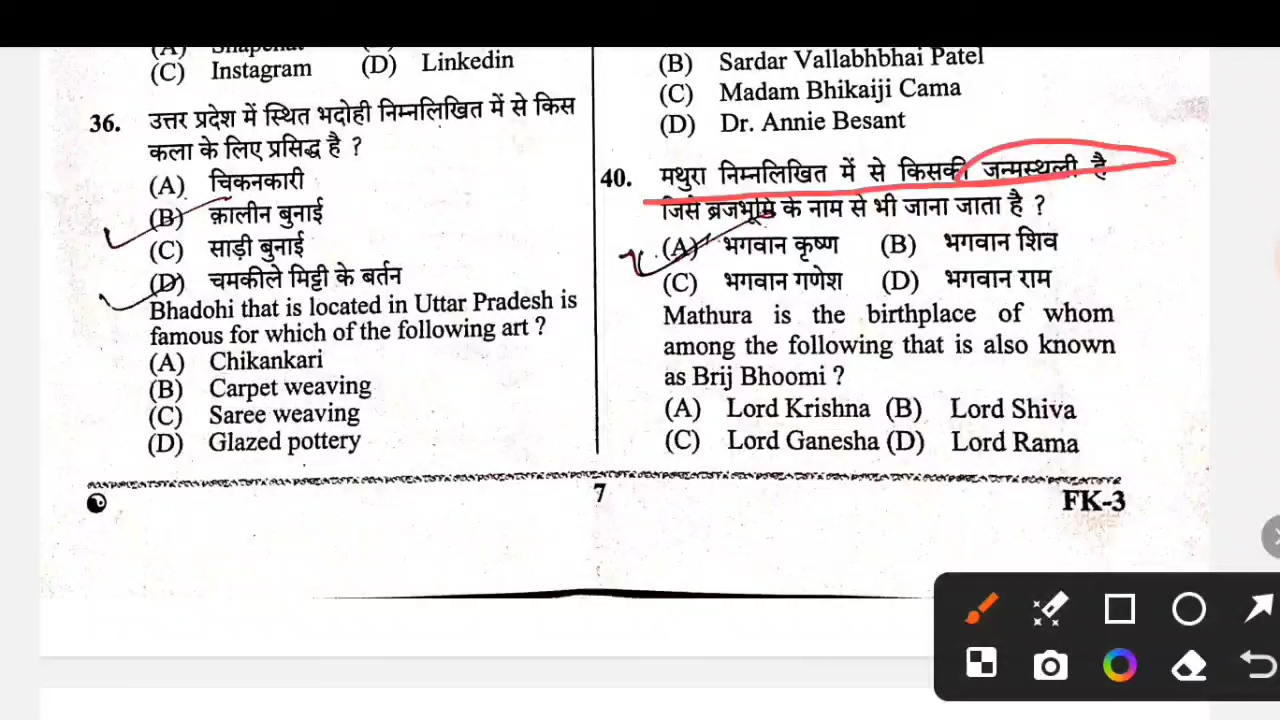 (A) Snapchat
(C) Instagram (D) Linkedin
36. उत्तर प्रदेश में स्थित भदोही निम्नलिखित में से किस
कला के लिए प्रसिद्ध है ?
(A) चिकनकारी
(B) क़ालीन बुनाई
(C) साड़ी बुनाई
(D) चमकीले मिट्टी के बर्तन
Bhadohi that is located in Uttar Pradesh is
famous for which of the following art ?
(A) Chikankari
(B) Carpet weaving
(C) Saree weaving
(D) Glazed pottery
(B) Sardar Vallabhbhai Patel
(C) Madam Bhikaiji Cama
(D) Dr. Annie Besant
40. मथुरा निम्नलिखित में से किसकी जन्मस्थली है
जिसे ब्रजभूमि के नाम से भी जाना जाता है ?
(A) भगवान कृष्ण (B) भगवान शिव
(C) भगवान गणेश (D) भगवान राम
Mathura is the birthplace of whom
among the following that is also known
as Brij Bhoomi ?
(A) Lord Krishna (B) Lord Shiva
(C) Lord Ganesha (D) Lord Rama
7
FK-3